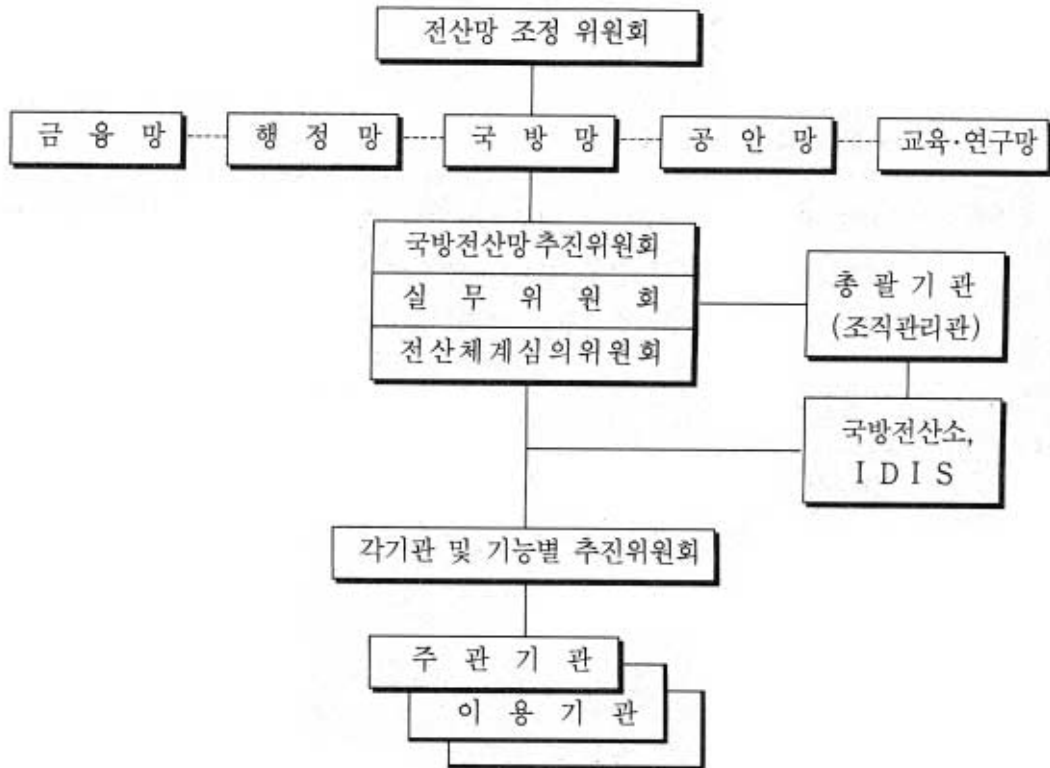 전산망 조정 위원회
금 융 망
행 정 망
국 방 망
공 안 망
교육·연구망
국방전산망추진위원회
실 무 위 원 회
전산체계심의위원회
총 괄 기 관
(조직관리관)
국방전산소,
I D I S
각기관 및 기능별 추진위원회
주 관 기 관
이 용 기 관